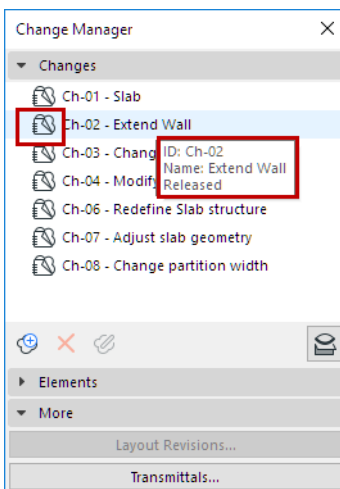 Change Manager
Changes
Ch-01 - Slab
Ch-02 - Extend Wall
Ch-03 - Chang
ID: Ch-02
Name: Extend Wall
Released
Ch-04 - Modify
Ch-06 - Redefine Slab structure
Ch-07 - Adjust slab geometry
Ch-08 - Change partition width
Elements
More
Layout Revisions...
Transmittals...